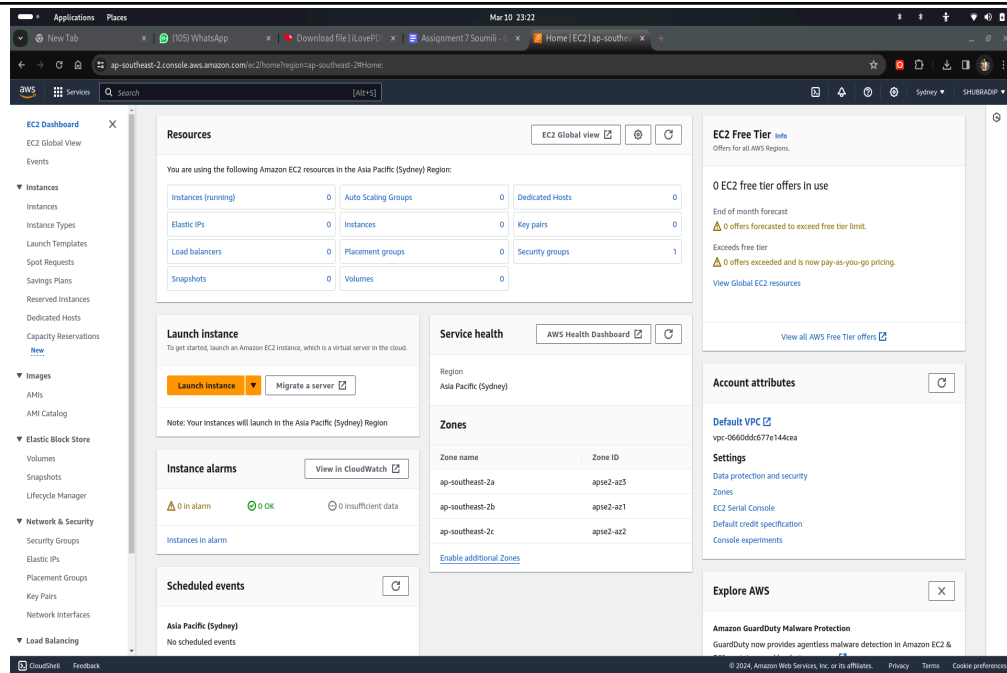 Applications Places Mar 10 23:22
New Tab (105) WhatsApp Download file | iLovePDF Assignment 7 Soumili - G Home | EC2 | ap-southeas
ap-southeast-2.console.aws.amazon.com/ec2/home?region=ap-southeast-2#Home:
aws Services Search [Alt+S] Sydney SHUBRADIP
EC2 Dashboard
EC2 Global View
Events
Instances
Instances
Instance Types
Launch Templates
Spot Requests
Savings Plans
Reserved Instances
Dedicated Hosts
Capacity Reservations
New
Images
AMIs
AMI Catalog
Elastic Block Store
Volumes
Snapshots
Lifecycle Manager
Network & Security
Security Groups
Elastic IPs
Placement Groups
Key Pairs
Network Interfaces
Load Balancing
Resources EC2 Global view
You are using the following Amazon EC2 resources in the Asia Pacific (Sydney) Region:
Instances (running) 0 Auto Scaling Groups 0 Dedicated Hosts 0
Elastic IPs 0 Instances 0 Key pairs 0
Load balancers 0 Placement groups 0 Security groups 1
Snapshots 0 Volumes 0
Launch instance
To get started, launch an Amazon EC2 instance, which is a virtual server in the cloud.
Launch instance Migrate a server
Note: Your instances will launch in the Asia Pacific (Sydney) Region
Instance alarms View in CloudWatch
0 in alarm 0 OK 0 insufficient data
Instances in alarm
Scheduled events
Asia Pacific (Sydney)
No scheduled events
Service health AWS Health Dashboard
Region
Asia Pacific (Sydney)
Zones
Zone name Zone ID
ap-southeast-2a apse2-az3
ap-southeast-2b apse2-az1
ap-southeast-2c apse2-az2
Enable additional Zones
EC2 Free Tier Info
Offers for all AWS Regions.
0 EC2 free tier offers in use
End of month forecast
0 offers forecasted to exceed free tier limit.
Exceeds free tier
0 offers exceeded and is now pay-as-you-go pricing.
View Global EC2 resources
View all AWS Free Tier offers
Account attributes
Default VPC
vpc-0660ddc677e144cea
Settings
Data protection and security
Zones
EC2 Serial Console
Default credit specification
Console experiments
Explore AWS
Amazon GuardDuty Malware Protection
GuardDuty now provides agentless malware detection in Amazon EC2 &
CloudShell Feedback © 2024, Amazon Web Services, Inc. or its affiliates. Privacy Terms Cookie preferences